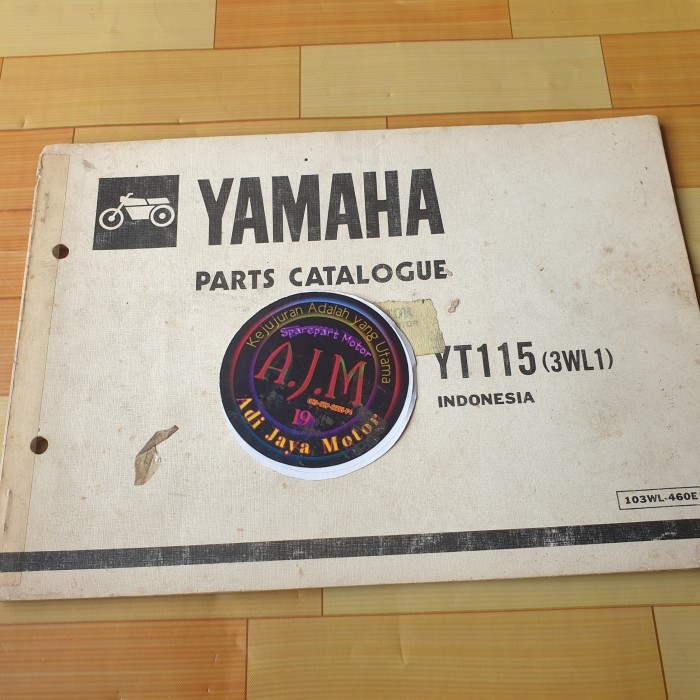 YAMAHA
PARTS CATALOGUE
YT115 (3WL1)
INDONESIA
103WL-460E
Kejujuran Adalah yang Utama
Sparepart Motor
A.J.M
19
Adi Jaya Motor